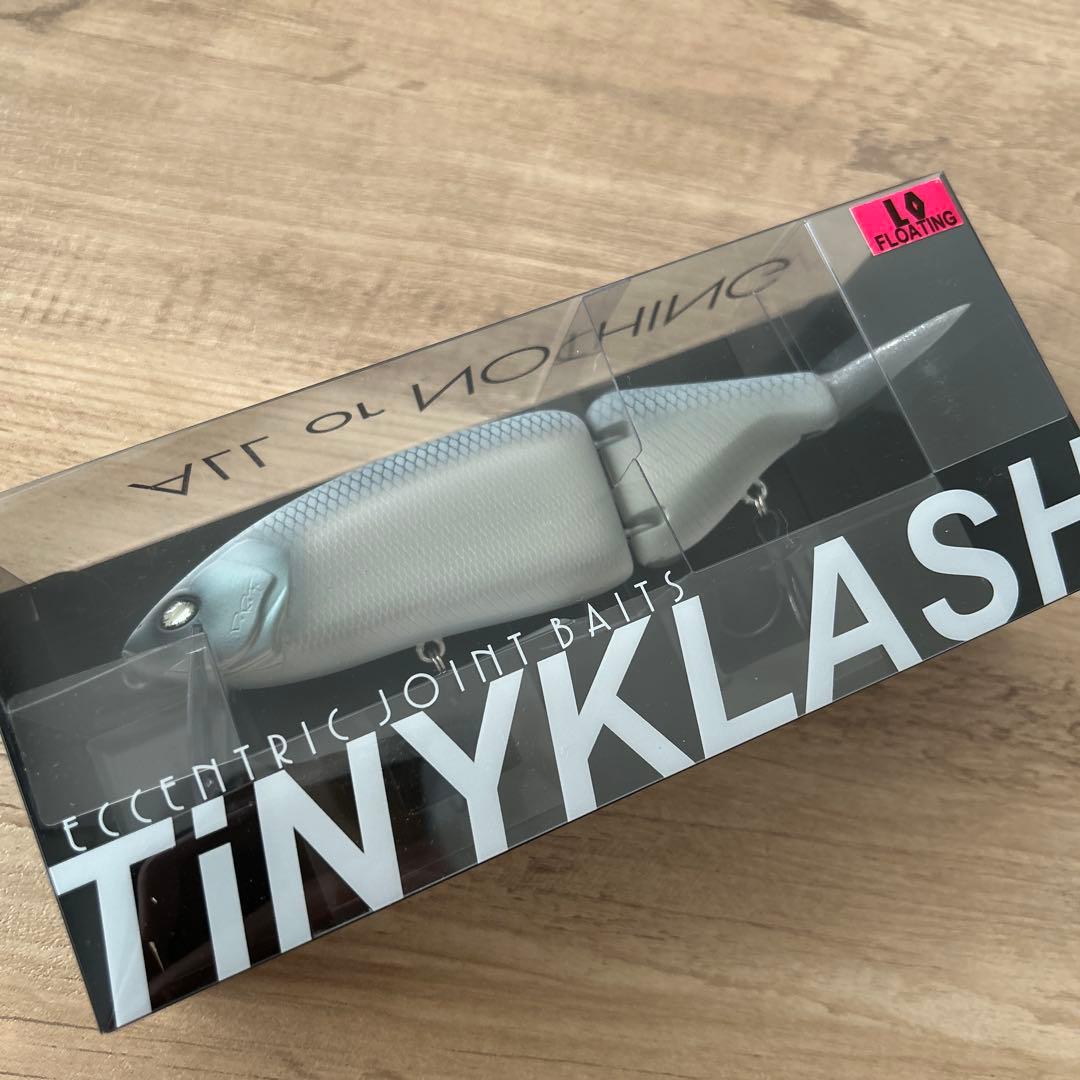 LO
FLOATING
ALL or NOTHING
ECCENTRIC JOINT BAITS
TiNYKLASH